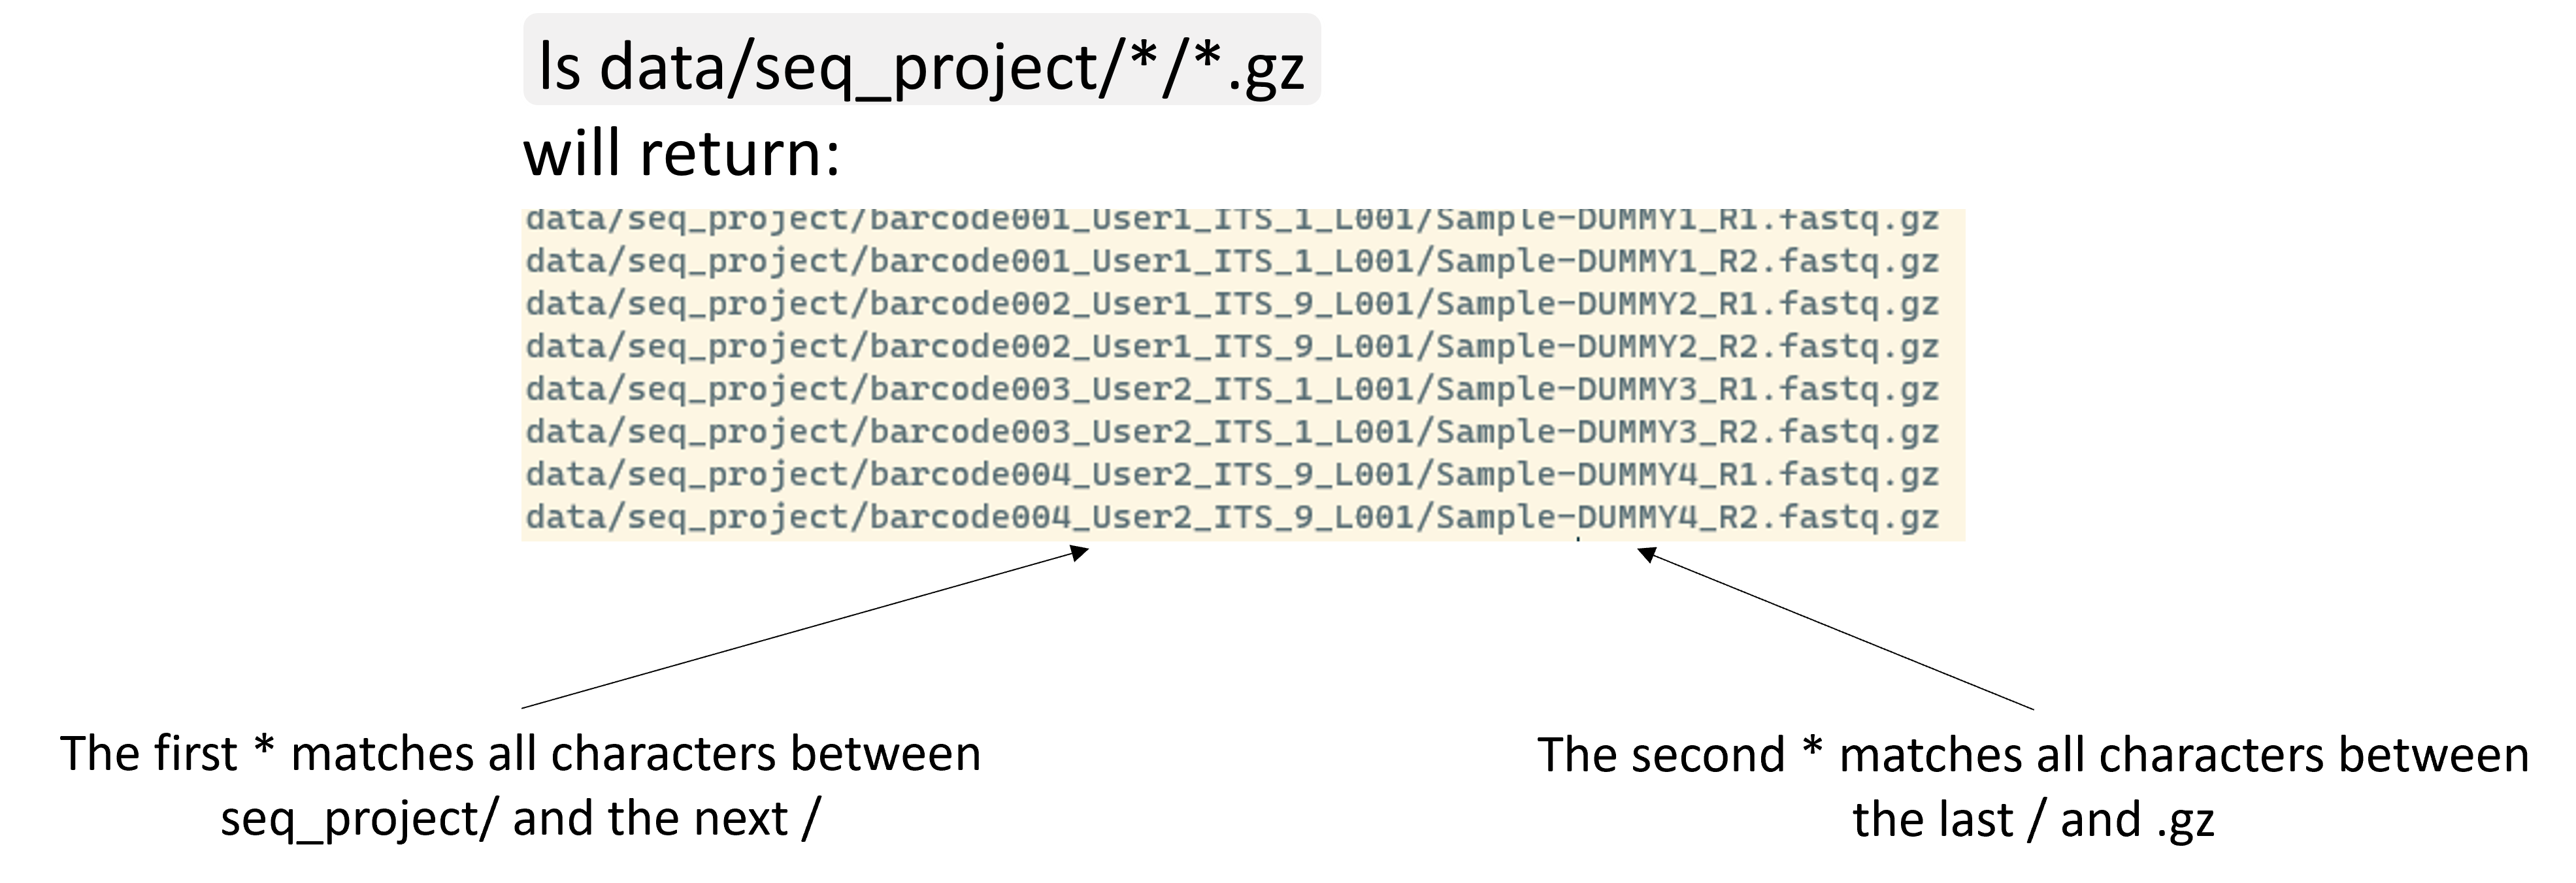 ls data/seq_project/*/*.gz
will return:
data/seq_project/barcode001_User1_ITS_1_L001/Sample-DUMMY1_R1.fastq.gz
data/seq_project/barcode001_User1_ITS_1_L001/Sample-DUMMY1_R2.fastq.gz
data/seq_project/barcode002_User1_ITS_9_L001/Sample-DUMMY2_R1.fastq.gz
data/seq_project/barcode002_User1_ITS_9_L001/Sample-DUMMY2_R2.fastq.gz
data/seq_project/barcode003_User2_ITS_1_L001/Sample-DUMMY3_R1.fastq.gz
data/seq_project/barcode003_User2_ITS_1_L001/Sample-DUMMY3_R2.fastq.gz
data/seq_project/barcode004_User2_ITS_9_L001/Sample-DUMMY4_R1.fastq.gz
data/seq_project/barcode004_User2_ITS_9_L001/Sample-DUMMY4_R2.fastq.gz
The first * matches all characters between
seq_project/ and the next /
The second * matches all characters between
the last / and .gz